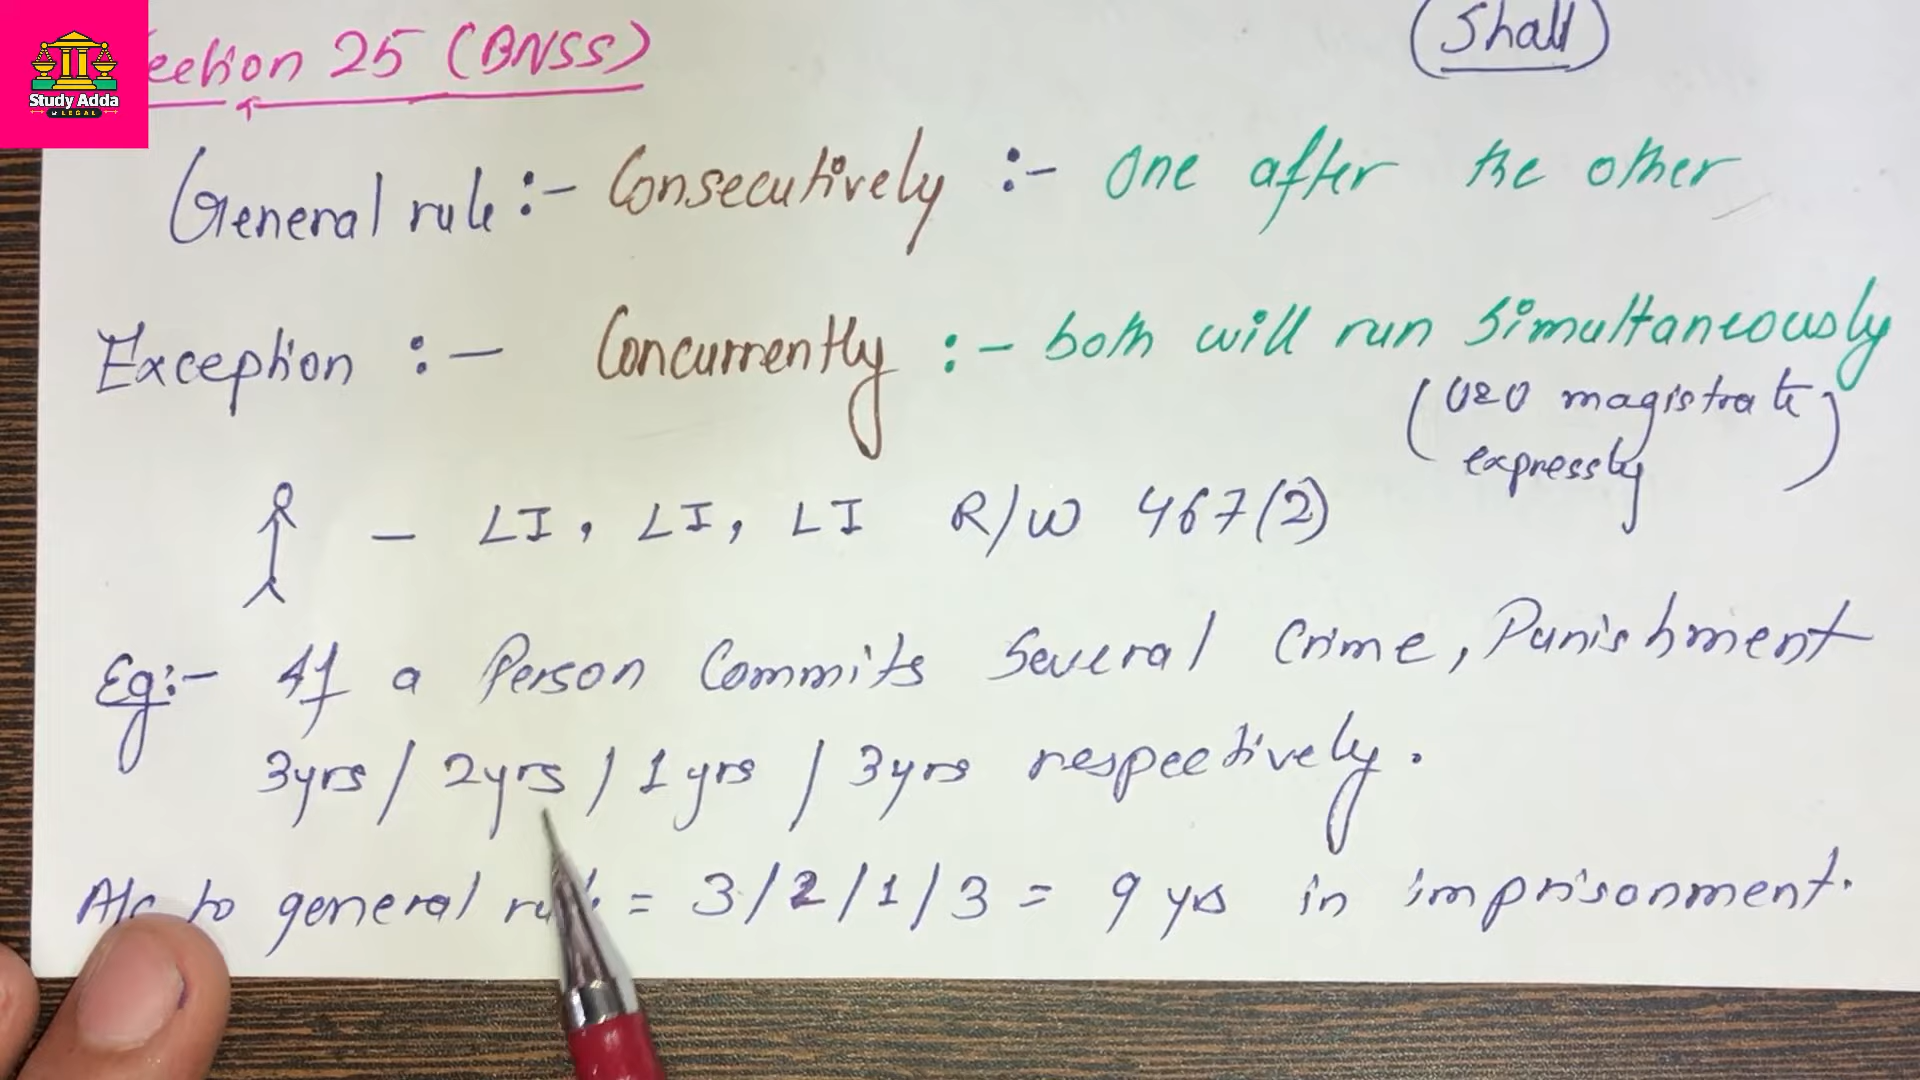 Study Adda
LEGAL
ection 25 (BNSS)
(Shall)
General rule :- Consecutively :- One after the other
Exception :- Concurrently :- both will run simultaneously
( magistrate
expressly)
- LI, LI, LI R/W 467(2)
Eg:- If a Person Commits Several Crime, Punishment
3yrs / 2yrs / 1yrs / 3yrs respectively.
A/c to general rule = 3/2/1/3 = 9 yrs in imprisonment.